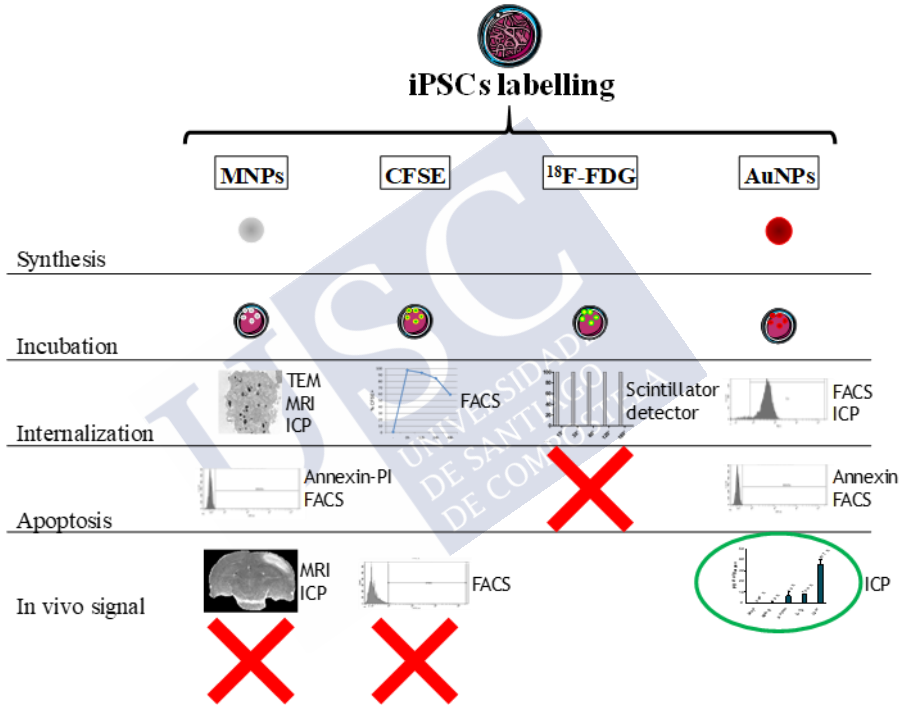 iPSCs labelling
MNPs
CFSE
¹⁸F-FDG
AuNPs
Synthesis
Incubation
Internalization
TEM
MRI
ICP
FACS
Scintillator
detector
FACS
ICP
Apoptosis
Annexin-PI
FACS
Annexin
FACS
In vivo signal
MRI
ICP
FACS
ICP
USC
UNIVERSIDADE
DE SANTIAGO
DE COMPOSTELA